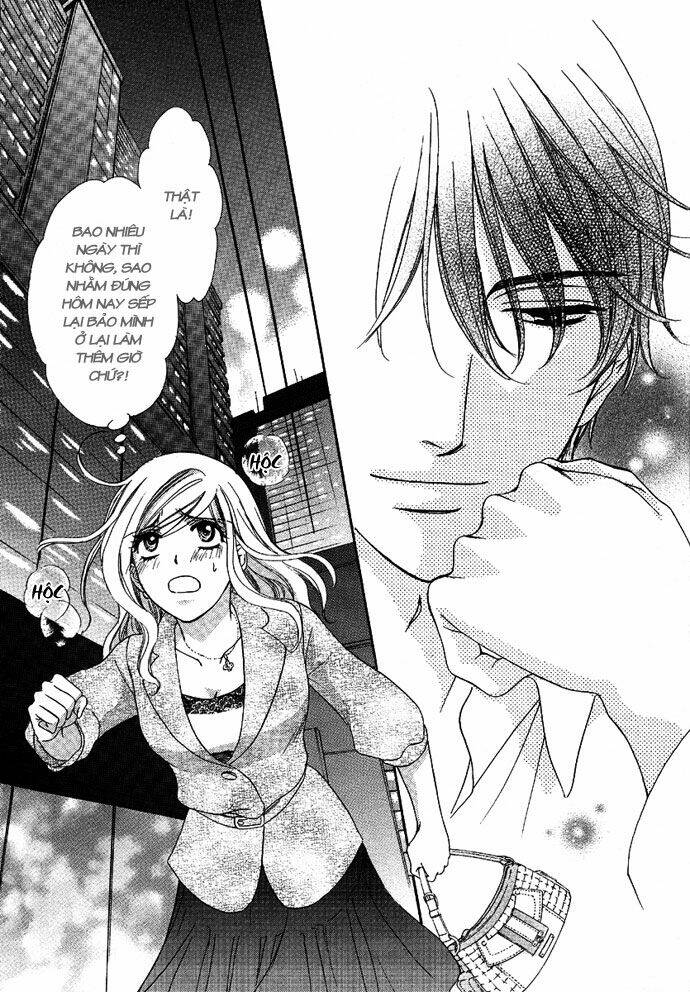 THẬT
LÀ!
BAO NHIÊU
NGÀY THÌ
KHÔNG, SAO
NHẰM ĐÚNG
HÔM NAY SẾP
LẠI BẢO MÌNH
Ở LẠI LÀM
THÊM GIỜ
CHỨ?!
HỘC
HỘC